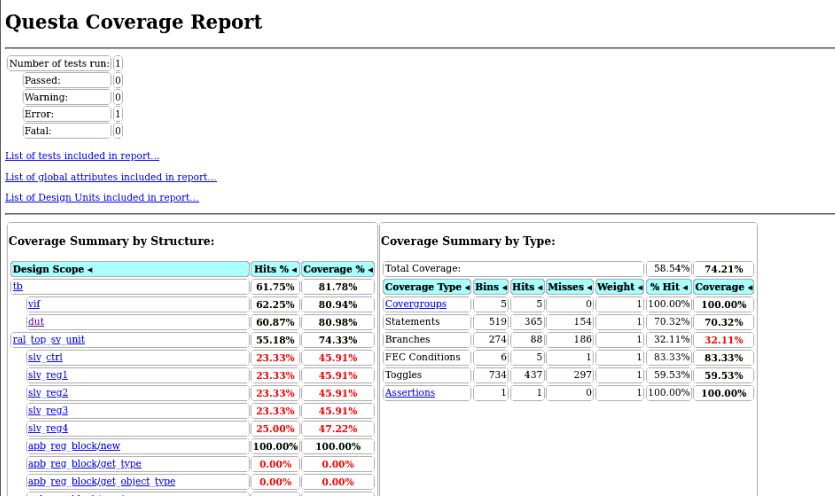 Questa Coverage Report
Number of tests run: 1
Passed: 0
Warning: 0
Error: 1
Fatal: 0
List of tests included in report...
List of global attributes included in report...
List of Design Units included in report...
Coverage Summary by Structure:
Design Scope ◂ Hits % ◂ Coverage % ◂
tb 61.75% 81.78%
vif 62.25% 80.94%
dut 60.87% 80.98%
ral_top_sv_unit 55.18% 74.33%
slv_ctrl 23.33% 45.91%
slv_reg1 23.33% 45.91%
slv_reg2 23.33% 45.91%
slv_reg3 23.33% 45.91%
slv_reg4 25.00% 47.22%
apb_reg_block/new 100.00% 100.00%
apb_reg_block/get_type 0.00% 0.00%
apb_reg_block/get_object_type 0.00% 0.00%
Coverage Summary by Type:
Total Coverage: 58.54% 74.21%
Coverage Type ◂ Bins ◂ Hits ◂ Misses ◂ Weight ◂ % Hit ◂ Coverage ◂
Covergroups 5 5 0 1 100.00% 100.00%
Statements 519 365 154 1 70.32% 70.32%
Branches 274 88 186 1 32.11% 32.11%
FEC Conditions 6 5 1 1 83.33% 83.33%
Toggles 734 437 297 1 59.53% 59.53%
Assertions 1 1 0 1 100.00% 100.00%